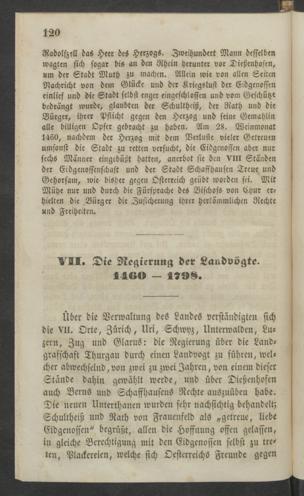 120
Radolfzell das Heer des Herzogs. Zweihundert Mann desselben
wagten sich sogar bis an den Rhein herunter vor Dießenhofen,
um der Stadt Muth zu machen. Allein wie von allen Seiten
Nachricht von dem Glück und der Kriegslust der Eidgenossen
einlief und die Stadt selbst enger eingeschlossen und von Geschütz
bedrängt wurde, glaubten der Schultheiß, der Rath und die
Bürger, ihrer Pflicht gegen den Herzog und seine Gemahlin
alle billigen Opfer gebracht zu haben. Am 28. Weinmonat
1460, nachdem der Herzog mit dem Verluste vieler Getreuen
umsonst die Stadt zu retten versucht, die Eidgenossen aber nur
sechs Männer eingebüßt hatten, anerbot sie den VIII Ständen
der Eidgenossenschaft und der Stadt Schaffhausen Treue und
Gehorsam, wie bisher gegen Österreich geübt worden sei. Mit
Mühe nur und durch die Fürsprache des Bischofs von Chur er-
hielten die Bürger die Zusicherung ihrer herkömmlichen Rechte
und Freiheiten.
VII. Die Regierung der Landvögte.
1460 — 1798.
Über die Verwaltung des Landes verständigten sich
die VII. Orte, Zürich, Uri, Schwyz, Unterwalden, Lu-
zern, Zug und Glarus: die Regierung über die Land-
grafschaft Thurgau durch einen Landvogt zu führen, wel-
cher abwechselnd, von zwei zu zwei Jahren, von einem dieser
Stände dahin gewählt werde, und über Dießenhofen
auch Berns und Schaffhausens Rechte auszuüben habe.
Die neuen Unterthanen wurden sehr nachsichtig behandelt;
Schultheiß und Rath von Frauenfeld als „getreue, liebe
Eidgenossen" begrüßt, allen die Hoffnung offen gelassen,
in gleiche Berechtigung mit den Eidgenossen selbst zu tre-
ten, Plackereien, welche sich Oesterreichs Freunde gegen